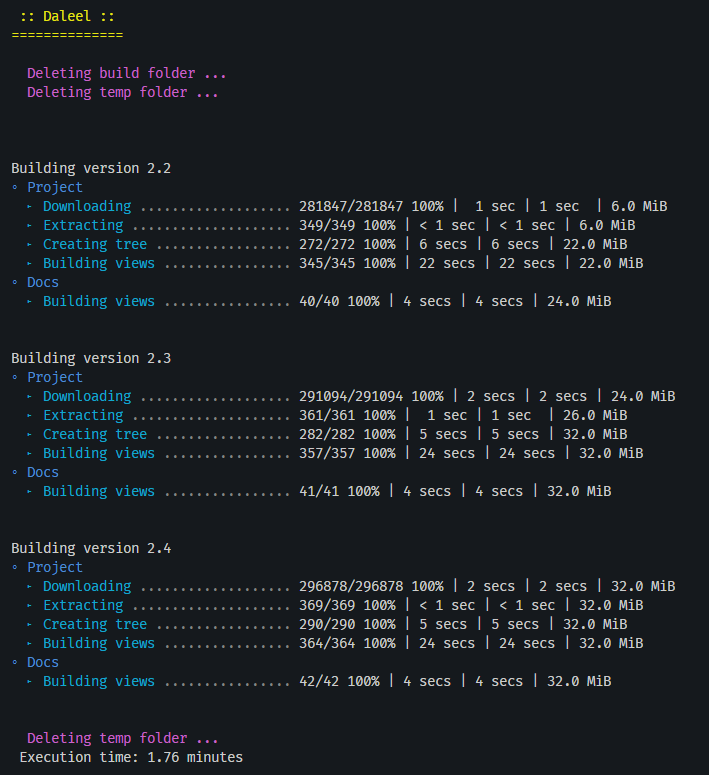 :: Daleel ::
==============
Deleting build folder ...
Deleting temp folder ...
Building version 2.2
◦ Project
‣ Downloading ................... 281847/281847 100% |  1 sec | 1 sec  | 6.0 MiB
‣ Extracting .................... 349/349 100% | < 1 sec | < 1 sec | 6.0 MiB
‣ Creating tree ................. 272/272 100% | 6 secs | 6 secs | 22.0 MiB
‣ Building views ................ 345/345 100% | 22 secs | 22 secs | 22.0 MiB
◦ Docs
‣ Building views ................ 40/40 100% | 4 secs | 4 secs | 24.0 MiB
Building version 2.3
◦ Project
‣ Downloading ................... 291094/291094 100% | 2 secs | 2 secs | 24.0 MiB
‣ Extracting .................... 361/361 100% |  1 sec | 1 sec  | 26.0 MiB
‣ Creating tree ................. 282/282 100% | 5 secs | 5 secs | 32.0 MiB
‣ Building views ................ 357/357 100% | 24 secs | 24 secs | 32.0 MiB
◦ Docs
‣ Building views ................ 41/41 100% | 4 secs | 4 secs | 32.0 MiB
Building version 2.4
◦ Project
‣ Downloading ................... 296878/296878 100% | 2 secs | 2 secs | 32.0 MiB
‣ Extracting .................... 369/369 100% | < 1 sec | < 1 sec | 32.0 MiB
‣ Creating tree ................. 290/290 100% | 5 secs | 5 secs | 32.0 MiB
‣ Building views ................ 364/364 100% | 24 secs | 24 secs | 32.0 MiB
◦ Docs
‣ Building views ................ 42/42 100% | 4 secs | 4 secs | 32.0 MiB
Deleting temp folder ...
Execution time: 1.76 minutes